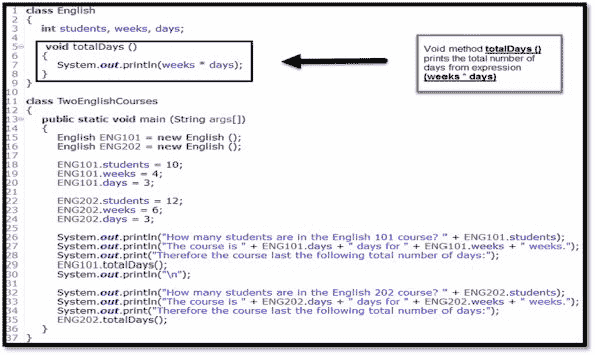 1 class English
2 {
3 int students, weeks, days;
4
5 void totalDays ()
6 {
7 System.out.println(weeks * days);
8 }
9 }
10
11 class TwoEnglishCourses
12 {
13 public static void main (String args[])
14 {
15 English ENG101 = new English ();
16 English ENG202 = new English ();
17
18 ENG101.students = 10;
19 ENG101.weeks = 4;
20 ENG101.days = 3;
21
22 ENG202.students = 12;
23 ENG202.weeks = 6;
24 ENG202.days = 3;
25
26
27 System.out.println("How many students are in the English 101 course? " + ENG101.students);
27 System.out.println("The course is " + ENG101.days + " days for " + ENG101.weeks + " weeks.");
28 System.out.println("Therefore the course last the following total number of days:");
29 ENG101.totalDays();
30 System.out.println("\n");
31
32 System.out.println("How many students are in the English 202 course? " + ENG202.students);
33 System.out.println("The course is " + ENG202.days + " days for " + ENG202.weeks + " weeks.");
34 System.out.println("Therefore the course last the following total number of days:");
35 ENG202.totalDays();
36 }
37 }
Void method totalDays ()
prints the total number of
days from expression
(weeks * days)